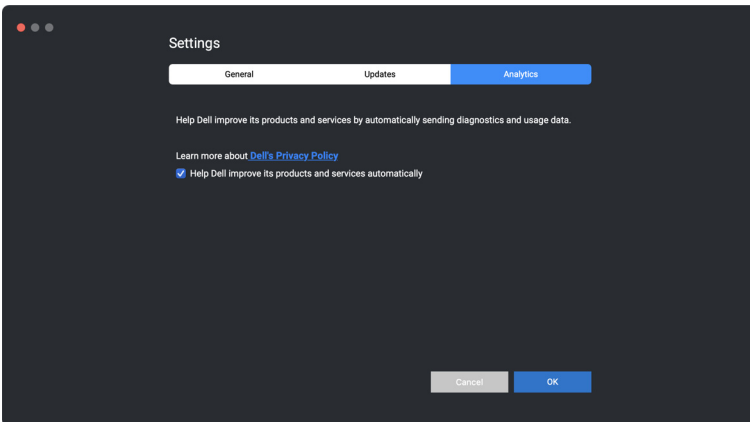 Settings
General Updates Analytics
Help Dell improve its products and services by automatically sending diagnostics and usage data.
Learn more about Dell's Privacy Policy
Help Dell improve its products and services automatically
Cancel OK